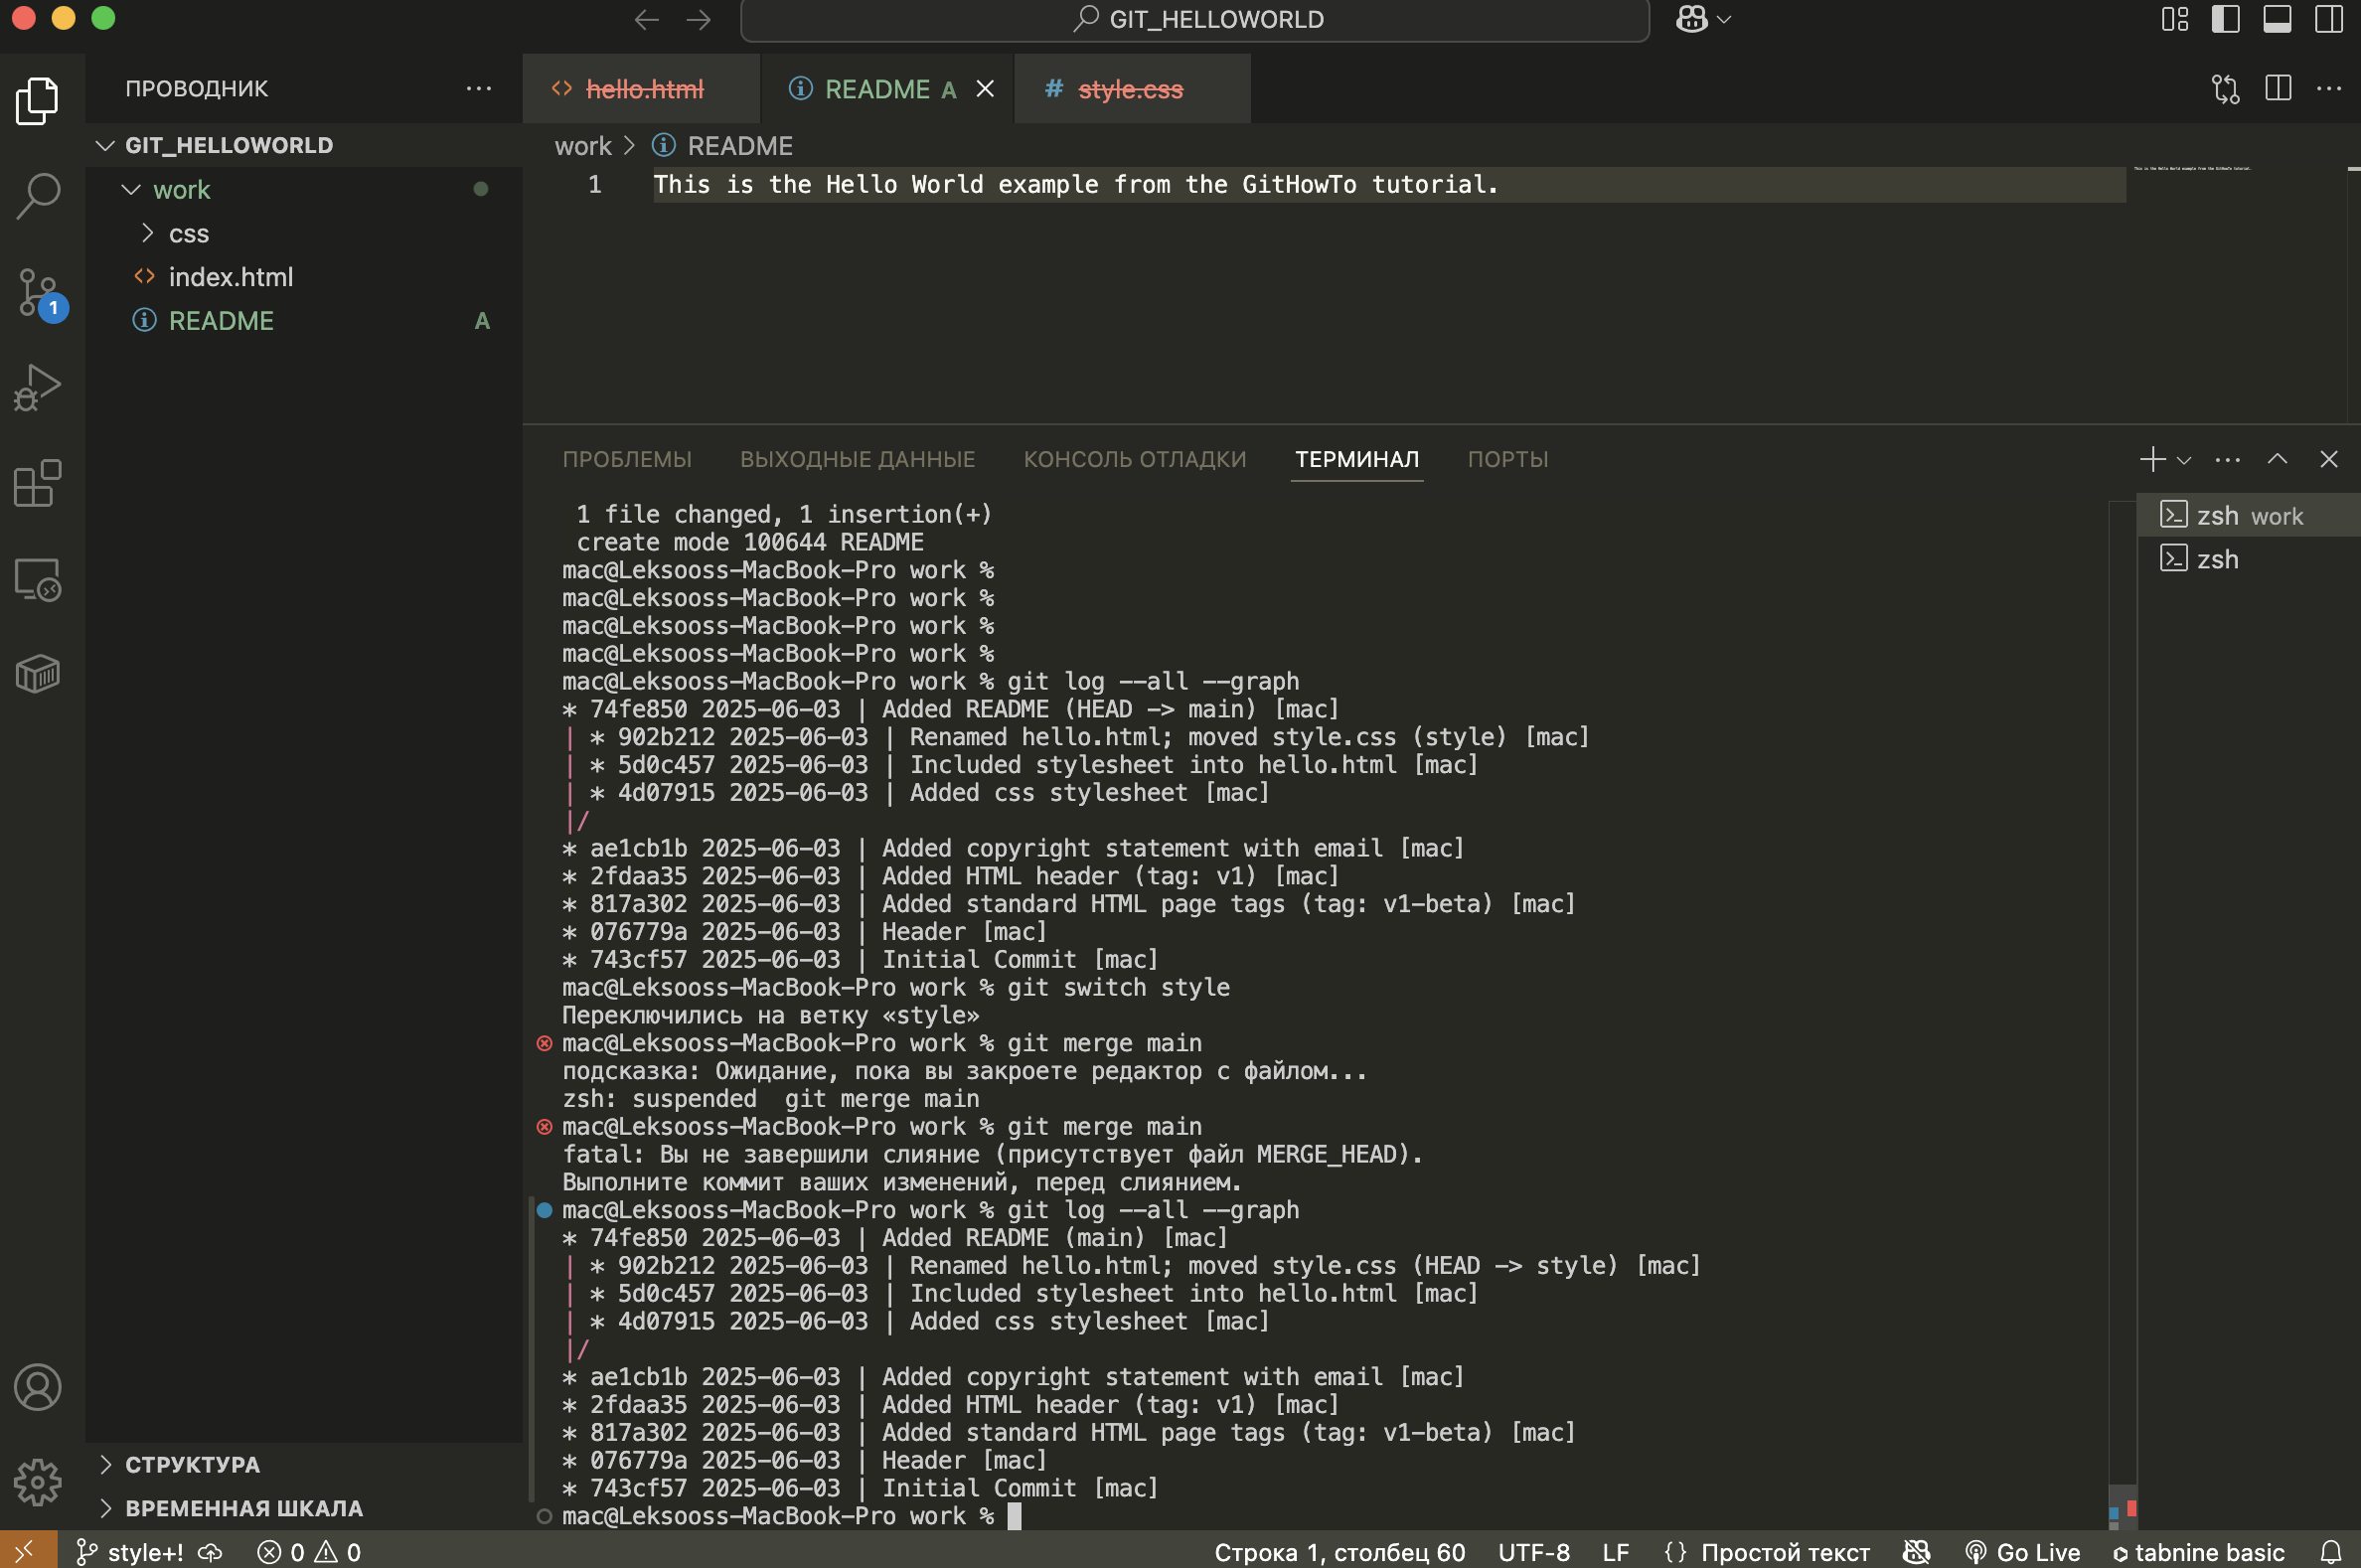 GIT_HELLOWORLD
ПРОВОДНИК
GIT_HELLOWORLD
work
css
index.html
README A
1
hello.html
README A
style.css
work > README
1 This is the Hello World example from the GitHowTo tutorial.
This is the Hello World example from the GitHowTo tutorial.
ПРОБЛЕМЫ ВЫХОДНЫЕ ДАННЫЕ КОНСОЛЬ ОТЛАДКИ ТЕРМИНАЛ ПОРТЫ
1 file changed, 1 insertion(+)
create mode 100644 README
mac@Leksooss-MacBook-Pro work %
mac@Leksooss-MacBook-Pro work %
mac@Leksooss-MacBook-Pro work %
mac@Leksooss-MacBook-Pro work %
mac@Leksooss-MacBook-Pro work % git log --all --graph
* 74fe850 2025-06-03 | Added README (HEAD -> main) [mac]
| * 902b212 2025-06-03 | Renamed hello.html; moved style.css (style) [mac]
| * 5d0c457 2025-06-03 | Included stylesheet into hello.html [mac]
| * 4d07915 2025-06-03 | Added css stylesheet [mac]
|/
* ae1cb1b 2025-06-03 | Added copyright statement with email [mac]
* 2fdaa35 2025-06-03 | Added HTML header (tag: v1) [mac]
* 817a302 2025-06-03 | Added standard HTML page tags (tag: v1-beta) [mac]
* 076779a 2025-06-03 | Header [mac]
* 743cf57 2025-06-03 | Initial Commit [mac]
mac@Leksooss-MacBook-Pro work % git switch style
Переключились на ветку «style»
mac@Leksooss-MacBook-Pro work % git merge main
подсказка: Ожидание, пока вы закроете редактор с файлом...
zsh: suspended  git merge main
mac@Leksooss-MacBook-Pro work % git merge main
fatal: Вы не завершили слияние (присутствует файл MERGE_HEAD).
Выполните коммит ваших изменений, перед слиянием.
mac@Leksooss-MacBook-Pro work % git log --all --graph
* 74fe850 2025-06-03 | Added README (main) [mac]
| * 902b212 2025-06-03 | Renamed hello.html; moved style.css (HEAD -> style) [mac]
| * 5d0c457 2025-06-03 | Included stylesheet into hello.html [mac]
| * 4d07915 2025-06-03 | Added css stylesheet [mac]
|/
* ae1cb1b 2025-06-03 | Added copyright statement with email [mac]
* 2fdaa35 2025-06-03 | Added HTML header (tag: v1) [mac]
* 817a302 2025-06-03 | Added standard HTML page tags (tag: v1-beta) [mac]
* 076779a 2025-06-03 | Header [mac]
* 743cf57 2025-06-03 | Initial Commit [mac]
mac@Leksooss-MacBook-Pro work %
zsh work
zsh
СТРУКТУРА
ВРЕМЕННАЯ ШКАЛА
style+! 0 0 Строка 1, столбец 60 UTF-8 LF {} Простой текст Go Live tabnine basic